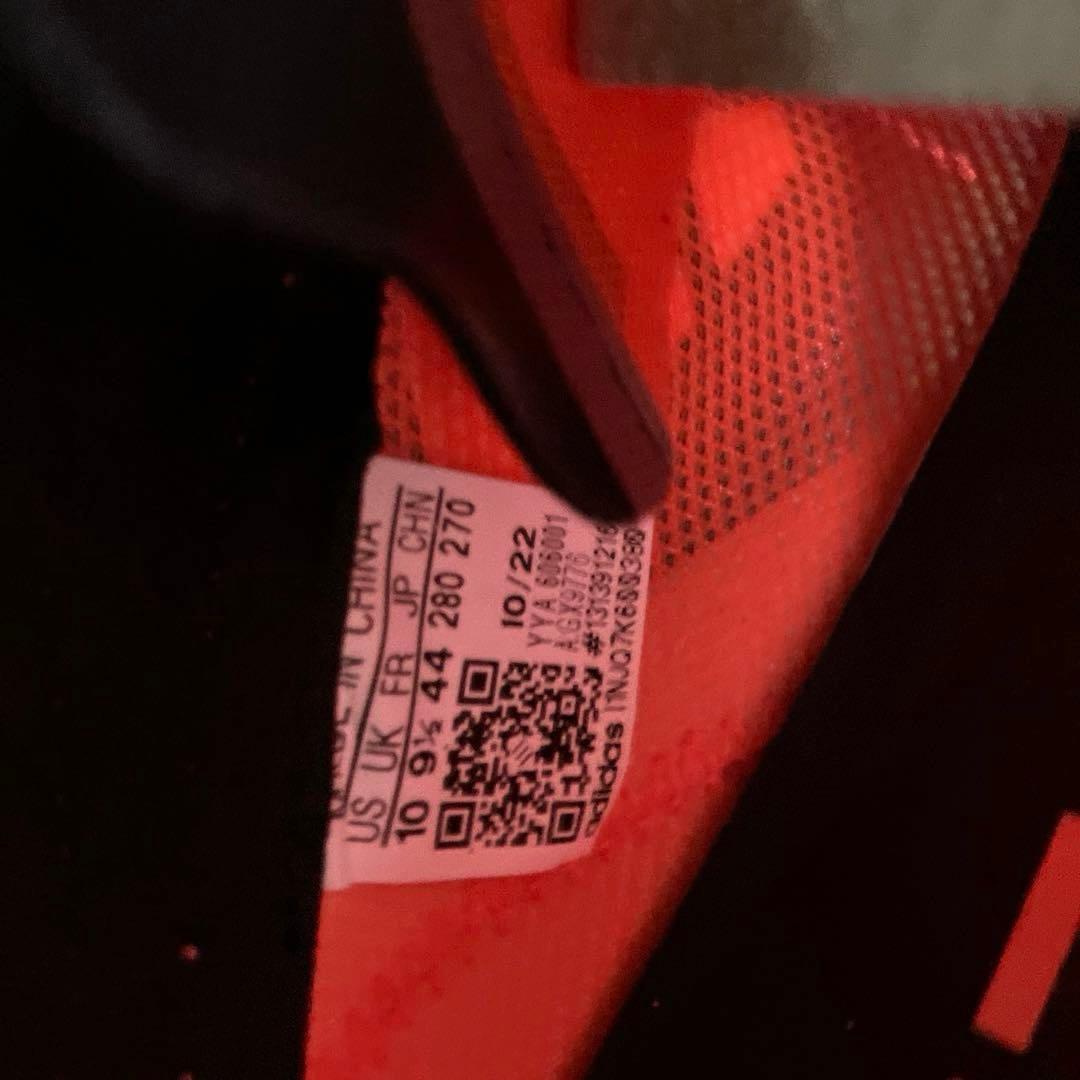 MADE IN CHINA
US UK FR JP CHN
10 9½ 44 280 270
10/22
YYA 606001
AGX9776
#131391216
adidas